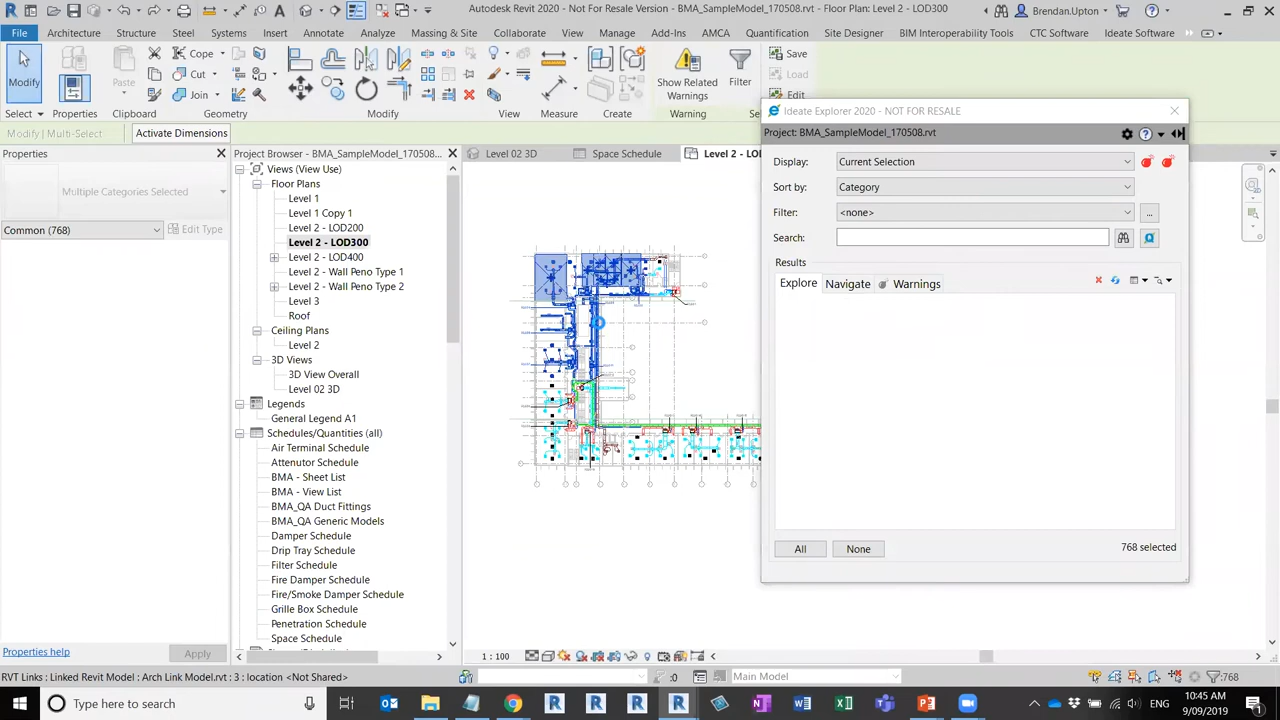 Autodesk Revit 2020 - Not For Resale Version - BMA_SampleModel_170508.rvt - Floor Plan: Level 2 - LOD300
Brendan.Upton
File
Architecture
Structure
Steel
Systems
Insert
Annotate
Analyze
Massing & Site
Collaborate
View
Manage
Add-Ins
AMCA
Quantification
Site Designer
BIM Interoperability Tools
CTC Software
Ideate Software
Modify
Properties
Paste
Cope
Cut
Join
Show Related
Warnings
Filter
Save
Load
Edit
Select
Properties
Clipboard
Geometry
Modify
View
Measure
Create
Warning
Modify | Multi-Select
Activate Dimensions
Properties
Multiple Categories Selected
Common (768)
Edit Type
Properties help
Apply
Project Browser - BMA_SampleModel_170508...
Views (View Use)
Floor Plans
Level 1
Level 1 Copy 1
Level 2 - LOD200
Level 2 - LOD300
Level 2 - LOD400
Level 2 - Wall Peno Type 1
Level 2 - Wall Peno Type 2
Level 3
Roof
Ceiling Plans
Level 2
3D Views
3D View Overall
Level 02 3D
Legends
General Legend A1
Schedules/Quantities (all)
Air Terminal Schedule
Attenutor Schedule
BMA - Sheet List
BMA - View List
BMA_QA Duct Fittings
BMA_QA Generic Models
Damper Schedule
Drip Tray Schedule
Filter Schedule
Fire Damper Schedule
Fire/Smoke Damper Schedule
Grille Box Schedule
Penetration Schedule
Space Schedule
Level 02 3D
Space Schedule
Level 2 - LO
Ideate Explorer 2020 - NOT FOR RESALE
Project: BMA_SampleModel_170508.rvt
Display: Current Selection
Sort by: Category
Filter: <none>
...
Search:
Results
Explore
Navigate
Warnings
All
None
768 selected
1 : 100
RVT Links : Linked Revit Model : Arch Link Model.rvt : 3 : location <Not Shared>
:0
Main Model
:768
Type here to search
ENG
10:45 AM
9/09/2019